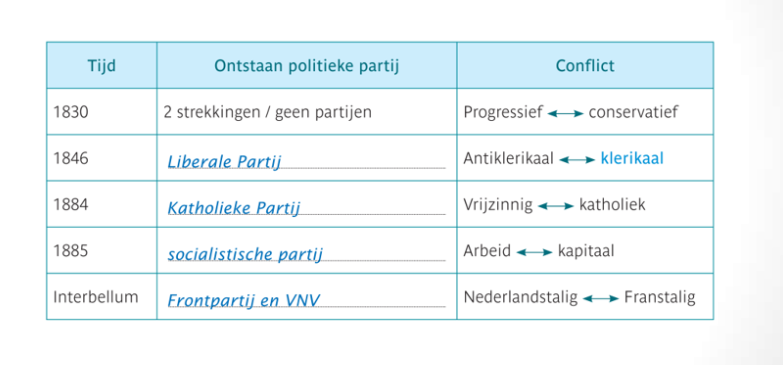 Tijd Ontstaan politieke partij Conflict
1830 2 strekkingen / geen partijen Progressief ⟷ conservatief
1846 Liberale Partij Antiklerikaal ⟷ klerikaal
1884 Katholieke Partij Vrijzinnig ⟷ katholiek
1885 socialistische partij Arbeid ⟷ kapitaal
Interbellum Frontpartij en VNV Nederlandstalig ⟷ Franstalig